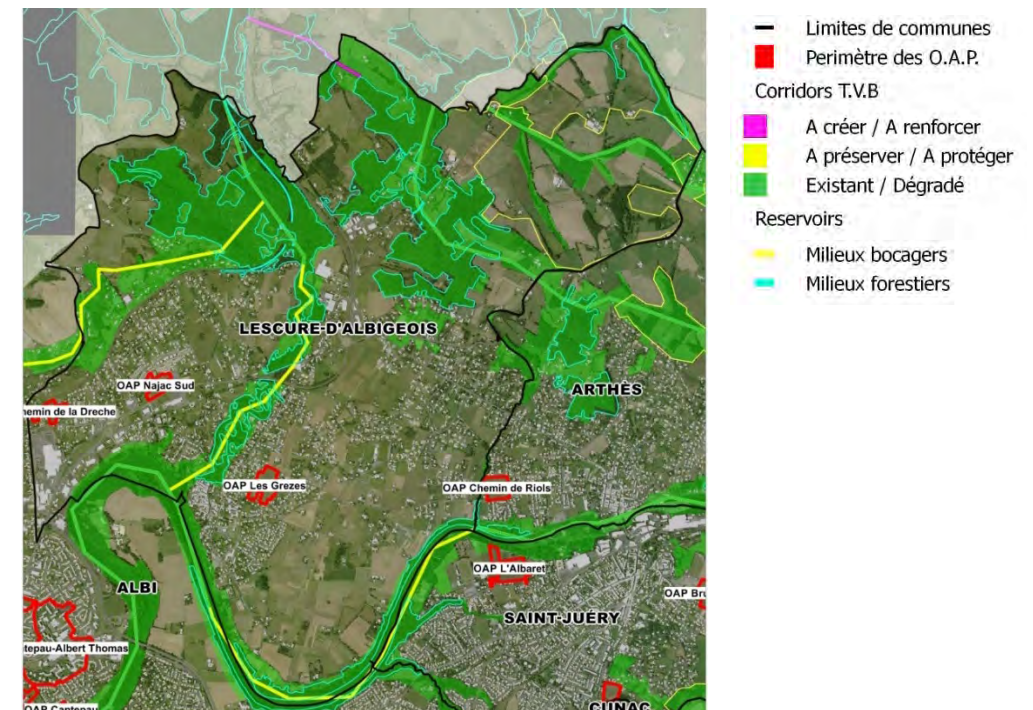 Limites de communes
Perimètre des O.A.P.
Corridors T.V.B
A créer / A renforcer
A préserver / A protéger
Existant / Dégradé
Reservoirs
Milieux bocagers
Milieux forestiers
LESCURE-D'ALBIGEOIS
OAP Najac Sud
ARTHÈS
hemin de la Dreche
OAP Les Grezes
OAP Chemin de Riols
OAP L'Albaret
ALBI
OAP Bru
SAINT-JUÉRY
ntepau-Albert Thomas
OAP Cantepau
CUNAC